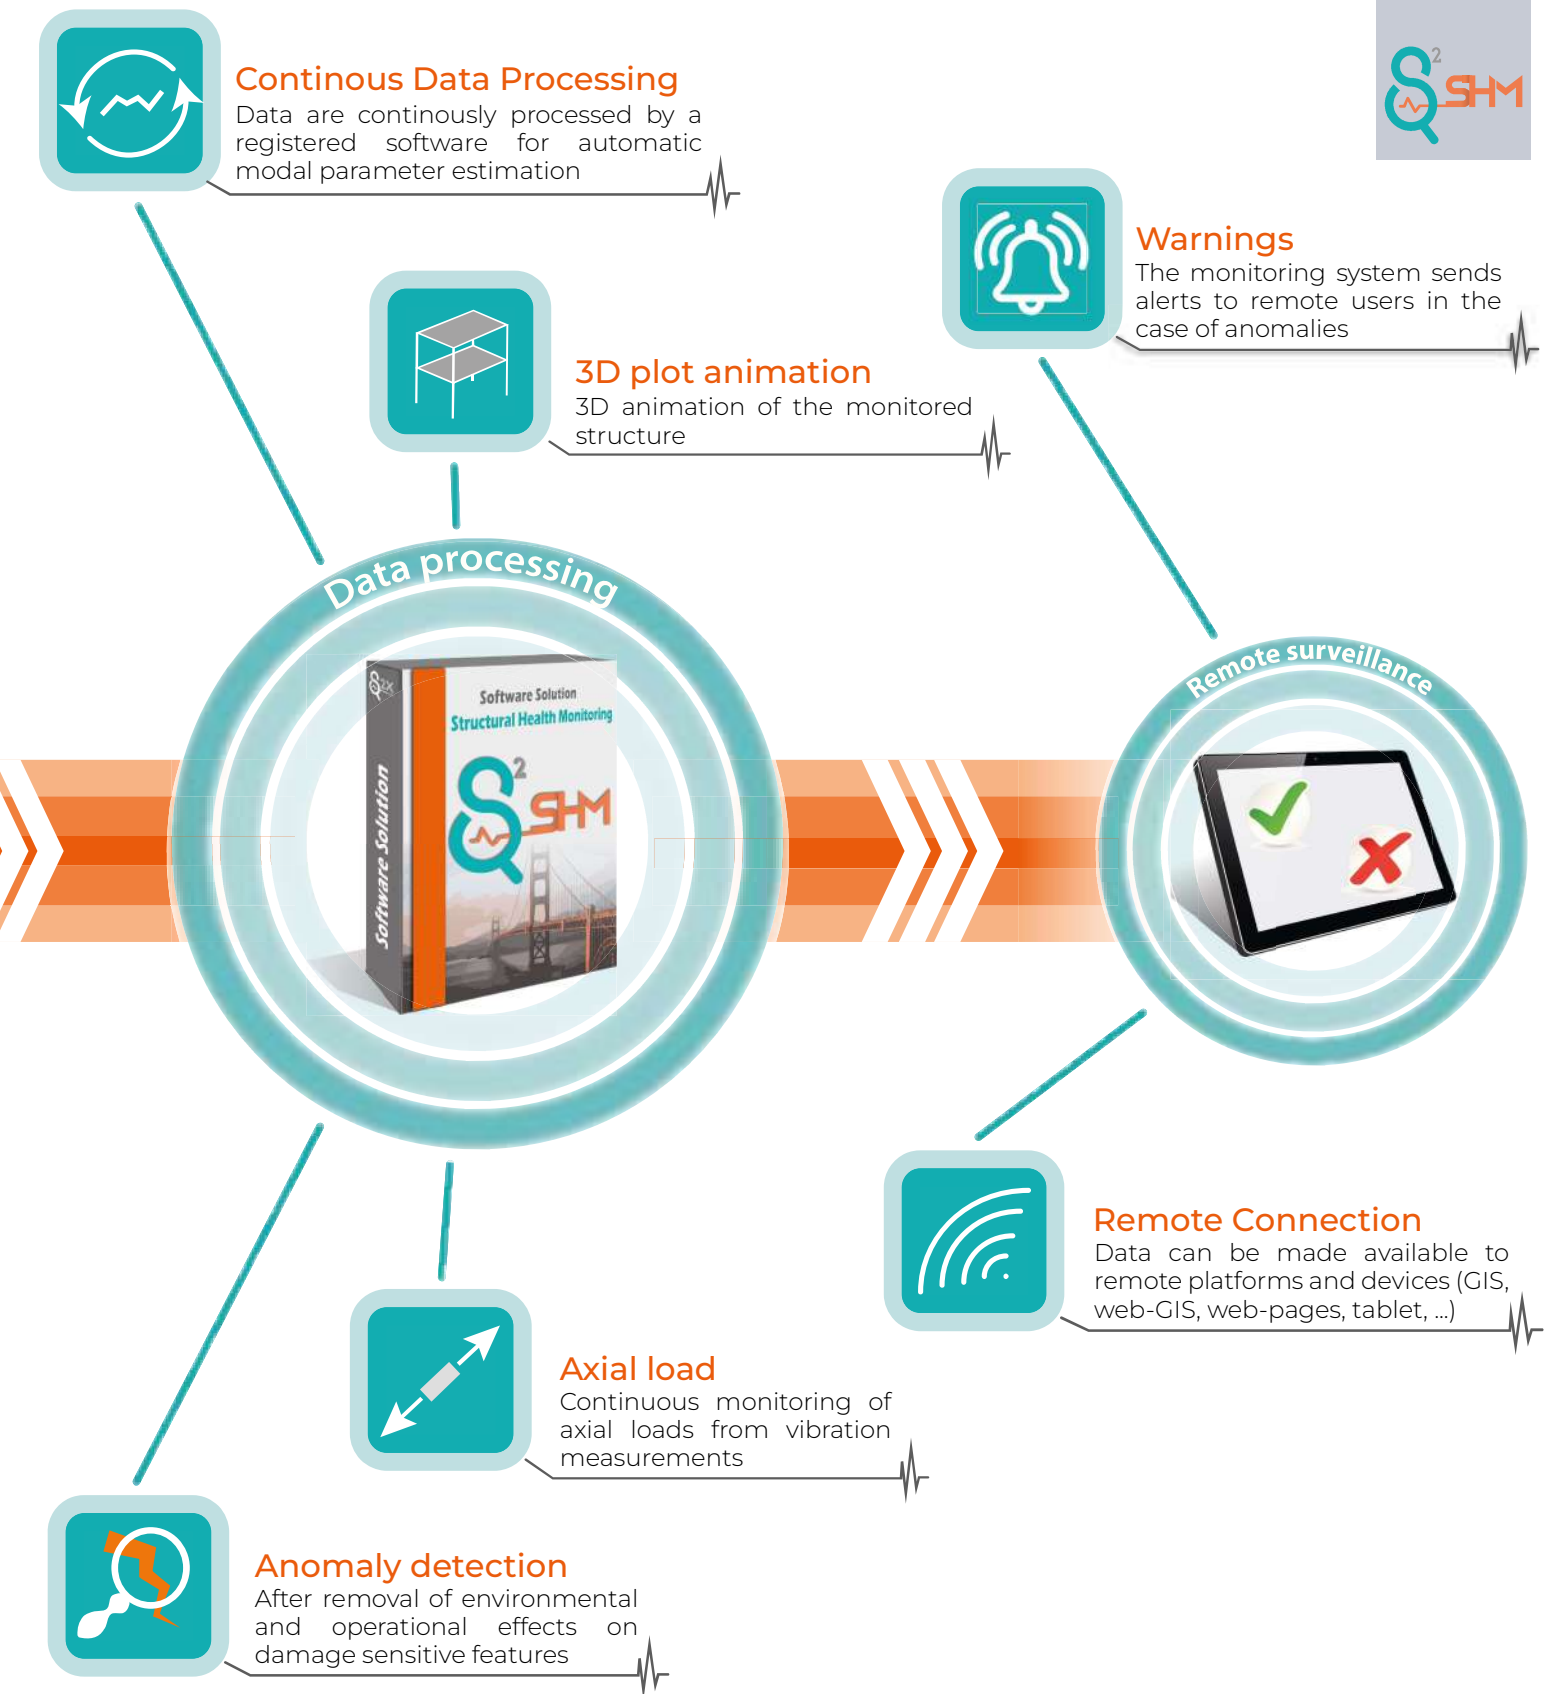 Continous Data Processing
Data are continously processed by a
registered software for automatic
modal parameter estimation
2
SHM
Warnings
The monitoring system sends
alerts to remote users in the
case of anomalies
3D plot animation
3D animation of the monitored
structure
Data processing
Remote surveillance
Software Solution
Structural Health Monitoring
2
SHM
Software Solution
Remote Connection
Data can be made available to
remote platforms and devices (GIS,
web-GIS, web-pages, tablet, ...)
Axial load
Continuous monitoring of
axial loads from vibration
measurements
Anomaly detection
After removal of environmental
and operational effects on
damage sensitive features